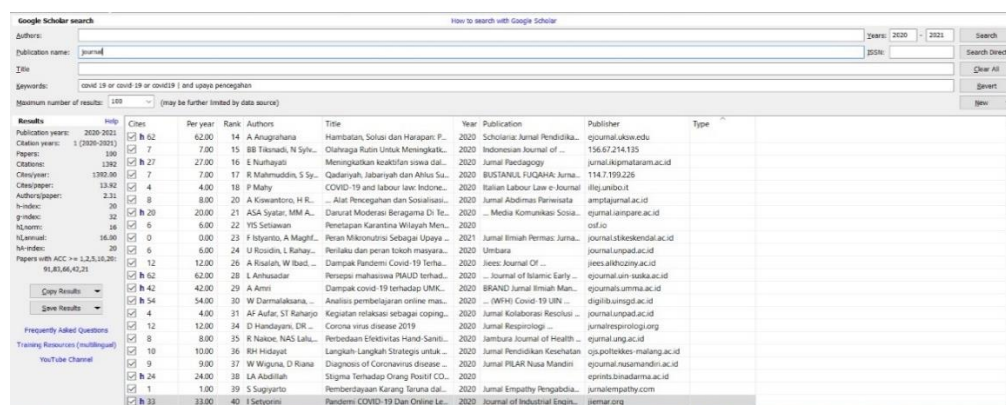 Google Scholar search How to search with Google Scholar
Authors: Years: 2020 - 2021 Search
Publication name: journal ISSN: Search Direct
Title Clear All
Keywords: covid 19 or covid-19 or covid19 | and upaya pencegahan Revert
Maximum number of results: 100 (may be further limited by data source) New
Results Help
Publication years: 2020-2021
Citation years: 1 (2020-2021)
Papers: 100
Citations: 1392
Cites/year: 1392.00
Cites/paper: 13.92
Authors/paper: 2.31
h-index: 20
g-index: 32
hI,norm: 16
hI,annual: 16.00
hA-index: 20
Papers with ACC >= 1,2,5,10,20:
91,83,66,42,21
Copy Results
Save Results
Frequently Asked Questions
Training Resources (multilingual)
YouTube Channel
Cites Per year Rank Authors Title Year Publication Publisher Type
h 62 62.00 14 A Anugrahana Hambatan, Solusi dan Harapan: P... 2020 Scholaria: Jurnal Pendidika... ejournal.uksw.edu
7 7.00 15 BB Tiksnadi, N Sylv... Olahraga Rutin Untuk Meningkatk... 2020 Indonesian Journal of ... 156.67.214.135
h 27 27.00 16 E Nurhayati Meningkatkan keaktifan siswa dal... 2020 Jurnal Paedagogy jurnal.ikipmataram.ac.id
7 7.00 17 R Mahmuddin, S Sy... Qadariyah, Jabariyah dan Ahlus Su... 2020 BUSTANUL FUQAHA: Jurna... 114.7.199.226
4 4.00 18 P Mahy COVID-19 and labour law: Indone... 2020 Italian Labour Law e-Journal illej.unibo.it
8 8.00 20 A Kiswantoro, H R... ... Alat Pencegahan dan Sosialisasi... 2020 Jurnal Abdimas Pariwisata amptajurnal.ac.id
h 20 20.00 21 ASA Syatar, MM A... Darurat Moderasi Beragama Di Te... 2020 ... Media Komunikasi Sosia... ejurnal.iainpare.ac.id
6 6.00 22 YIS Setiawan Penetapan Karantina Wilayah Men... 2020 osf.io
0 0.00 23 F Istyanto, A Maghf... Peran Mikronutrisi Sebagai Upaya ... 2021 Jurnal Ilmiah Permas: Jurna... journal.stikeskendal.ac.id
6 6.00 24 U Rosidin, L Rahay... Perilaku dan peran tokoh masyara... 2020 Umbara journal.unpad.ac.id
12 12.00 26 A Risalah, W Ibad, ... Dampak Pandemi Covid-19 Terha... 2020 Jiees: Journal Of ... jiees.alkhoziny.ac.id
h 62 62.00 28 L Anhusadar Persepsi mahasiswa PIAUD terhad... 2020 ... Journal of Islamic Early ... ejournal.uin-suska.ac.id
h 42 42.00 29 A Amri Dampak covid-19 terhadap UMK... 2020 BRAND Jurnal Ilmiah Man... ejournals.umma.ac.id
h 54 54.00 30 W Darmalaksana, ... Analisis pembelajaran online mas... 2020 ... (WFH) Covid-19 UIN ... digilib.uinsgd.ac.id
4 4.00 31 AF Aufar, ST Raharjo Kegiatan relaksasi sebagai coping... 2020 Jurnal Kolaborasi Resolusi ... jurnal.unpad.ac.id
12 12.00 34 D Handayani, DR ... Corona virus disease 2019 2020 Jurnal Respirologi ... jurnalrespirologi.org
8 8.00 35 R Nakoe, NAS Lalu,... Perbedaan Efektivitas Hand-Saniti... 2020 Jambura Journal of Health ... ejurnal.ung.ac.id
10 10.00 36 RH Hidayat Langkah-Langkah Strategis untuk ... 2020 Jurnal Pendidikan Kesehatan ojs.poltekkes-malang.ac.id
9 9.00 37 W Wiguna, D Riana Diagnosis of Coronavirus disease ... 2020 Jurnal PILAR Nusa Mandiri ejournal.nusamandiri.ac.id
h 24 24.00 38 LA Abdillah Stigma Terhadap Orang Positif CO... 2020 eprints.binadarma.ac.id
1 1.00 39 S Sugiyarto Pemberdayaan Karang Taruna dal... 2020 Jurnal Empathy Pengabdia... jurnalempathy.com
h 33 33.00 40 I Setyorini Pandemi COVID-19 Dan Online Le... 2020 Journal of Industrial Engin... jiemar.org